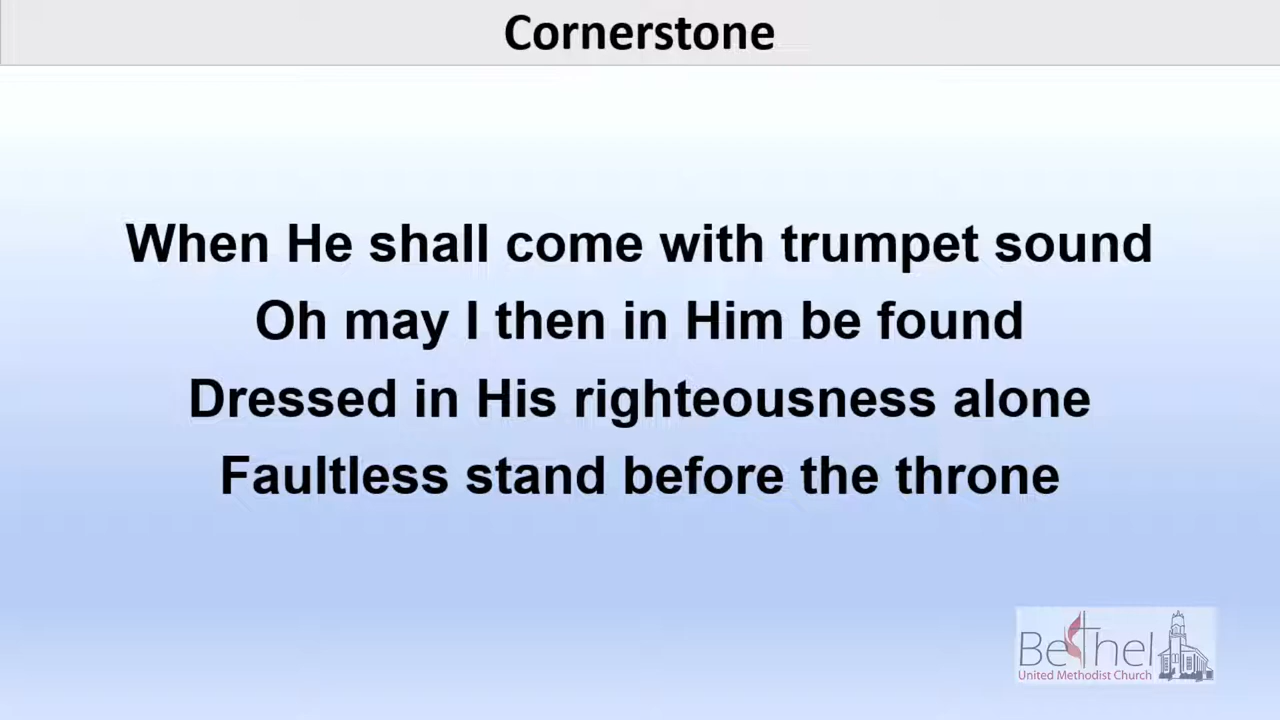 Cornerstone
When He shall come with trumpet sound
Oh may I then in Him be found
Dressed in His righteousness alone
Faultless stand before the throne
Bethel
United Methodist Church